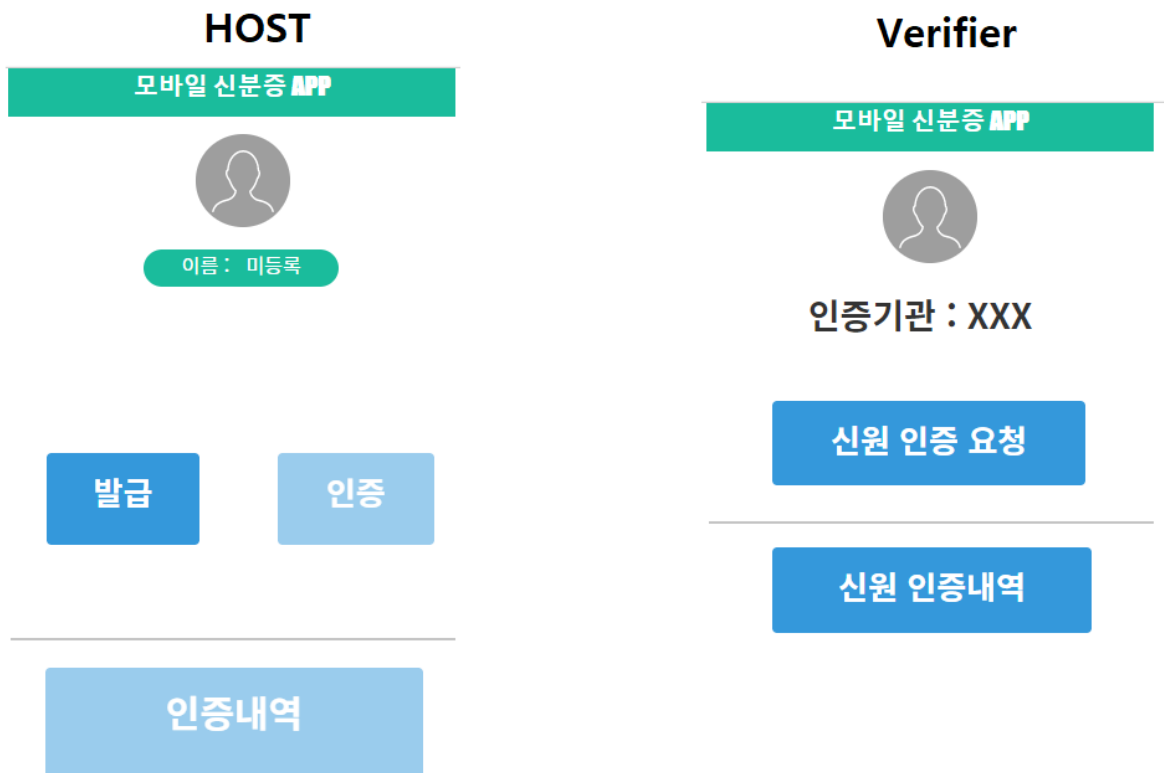 HOST
모바일 신분증 APP
이름 : 미등록
발급 인증
인증내역
Verifier
모바일 신분증 APP
인증기관 : XXX
신원 인증 요청
신원 인증내역